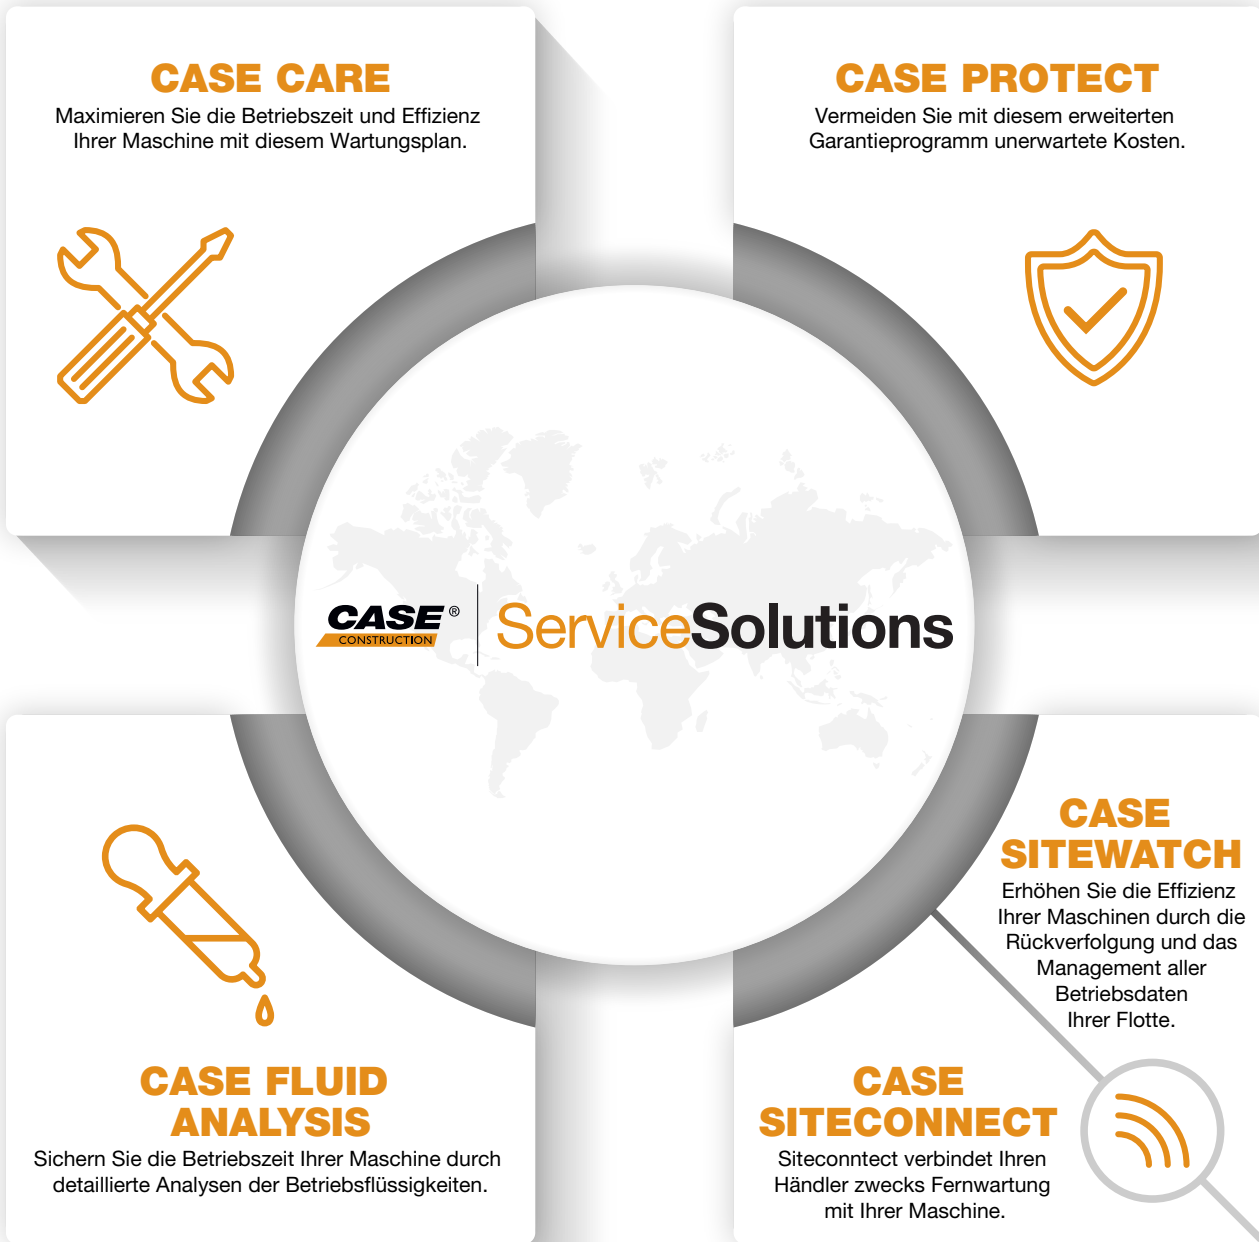 CASE CARE
Maximieren Sie die Betriebszeit und Effizienz
Ihrer Maschine mit diesem Wartungsplan.
CASE PROTECT
Vermeiden Sie mit diesem erweiterten
Garantieprogramm unerwartete Kosten.
CASE®
CONSTRUCTION
ServiceSolutions
CASE FLUID
ANALYSIS
Sichern Sie die Betriebszeit Ihrer Maschine durch
detaillierte Analysen der Betriebsflüssigkeiten.
CASE
SITEWATCH
Erhöhen Sie die Effizienz
Ihrer Maschinen durch die
Rückverfolgung und das
Management aller
Betriebsdaten
Ihrer Flotte.
CASE
SITECONNECT
Siteconntect verbindet Ihren
Händler zwecks Fernwartung
mit Ihrer Maschine.